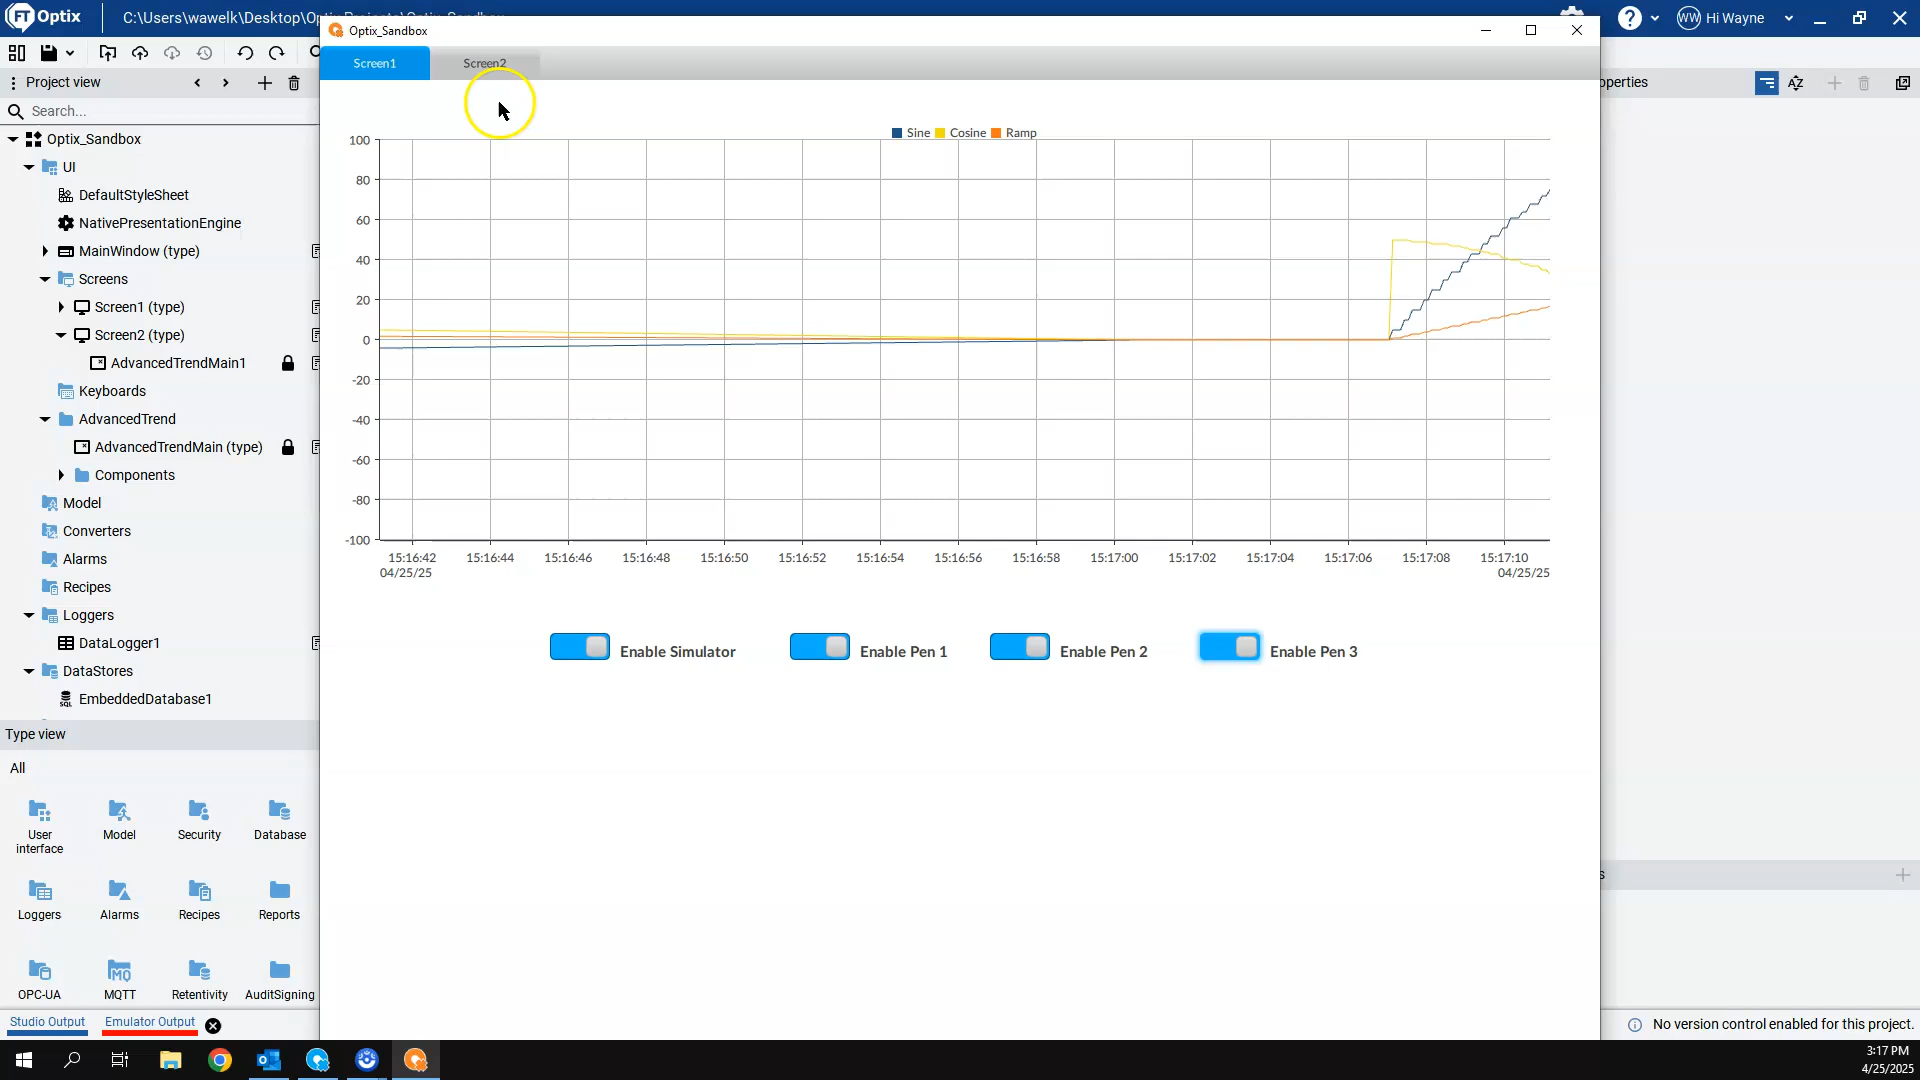 FT Optix
C:\Users\wawelk\Desktop\Op
WW Hi Wayne
Optix_Sandbox
Screen1
Screen2
Project view
Search...
operties
Optix_Sandbox
UI
DefaultStyleSheet
NativePresentationEngine
MainWindow (type)
Screens
Screen1 (type)
Screen2 (type)
AdvancedTrendMain1
Keyboards
AdvancedTrend
AdvancedTrendMain (type)
Components
Model
Converters
Alarms
Recipes
Loggers
DataLogger1
DataStores
SQL EmbeddedDatabase1
Sine Cosine Ramp
100
80
60
40
20
0
-20
-40
-60
-80
-100
15:16:42 15:16:44 15:16:46 15:16:48 15:16:50 15:16:52 15:16:54 15:16:56 15:16:58 15:17:00 15:17:02 15:17:04 15:17:06 15:17:08 15:17:10
04/25/25 04/25/25
Enable Simulator Enable Pen 1 Enable Pen 2 Enable Pen 3
Type view
All
User interface
Model
Security
Database
Loggers
Alarms
Recipes
Reports
OPC-UA
MQ
MQTT
Retentivity
AuditSigning
s
Studio Output
Emulator Output
No version control enabled for this project.
3:17 PM
4/25/2025